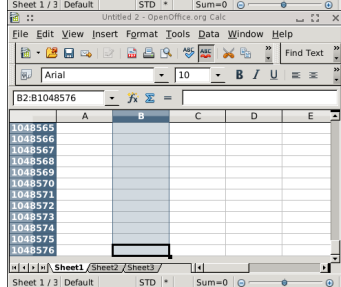 Sheet 1 / 3 Default STD * Sum=0
Untitled 2 - OpenOffice.org Calc
File Edit View Insert Format Tools Data Window Help
ABC ABC Find Text
Arial 10 B I U
B2:B1048576 fx Σ =
A B C D E
1048565
1048566
1048567
1048568
1048569
1048570
1048571
1048572
1048573
1048574
1048575
1048576
Sheet1 Sheet2 Sheet3
Sheet 1 / 3 Default STD * Sum=0